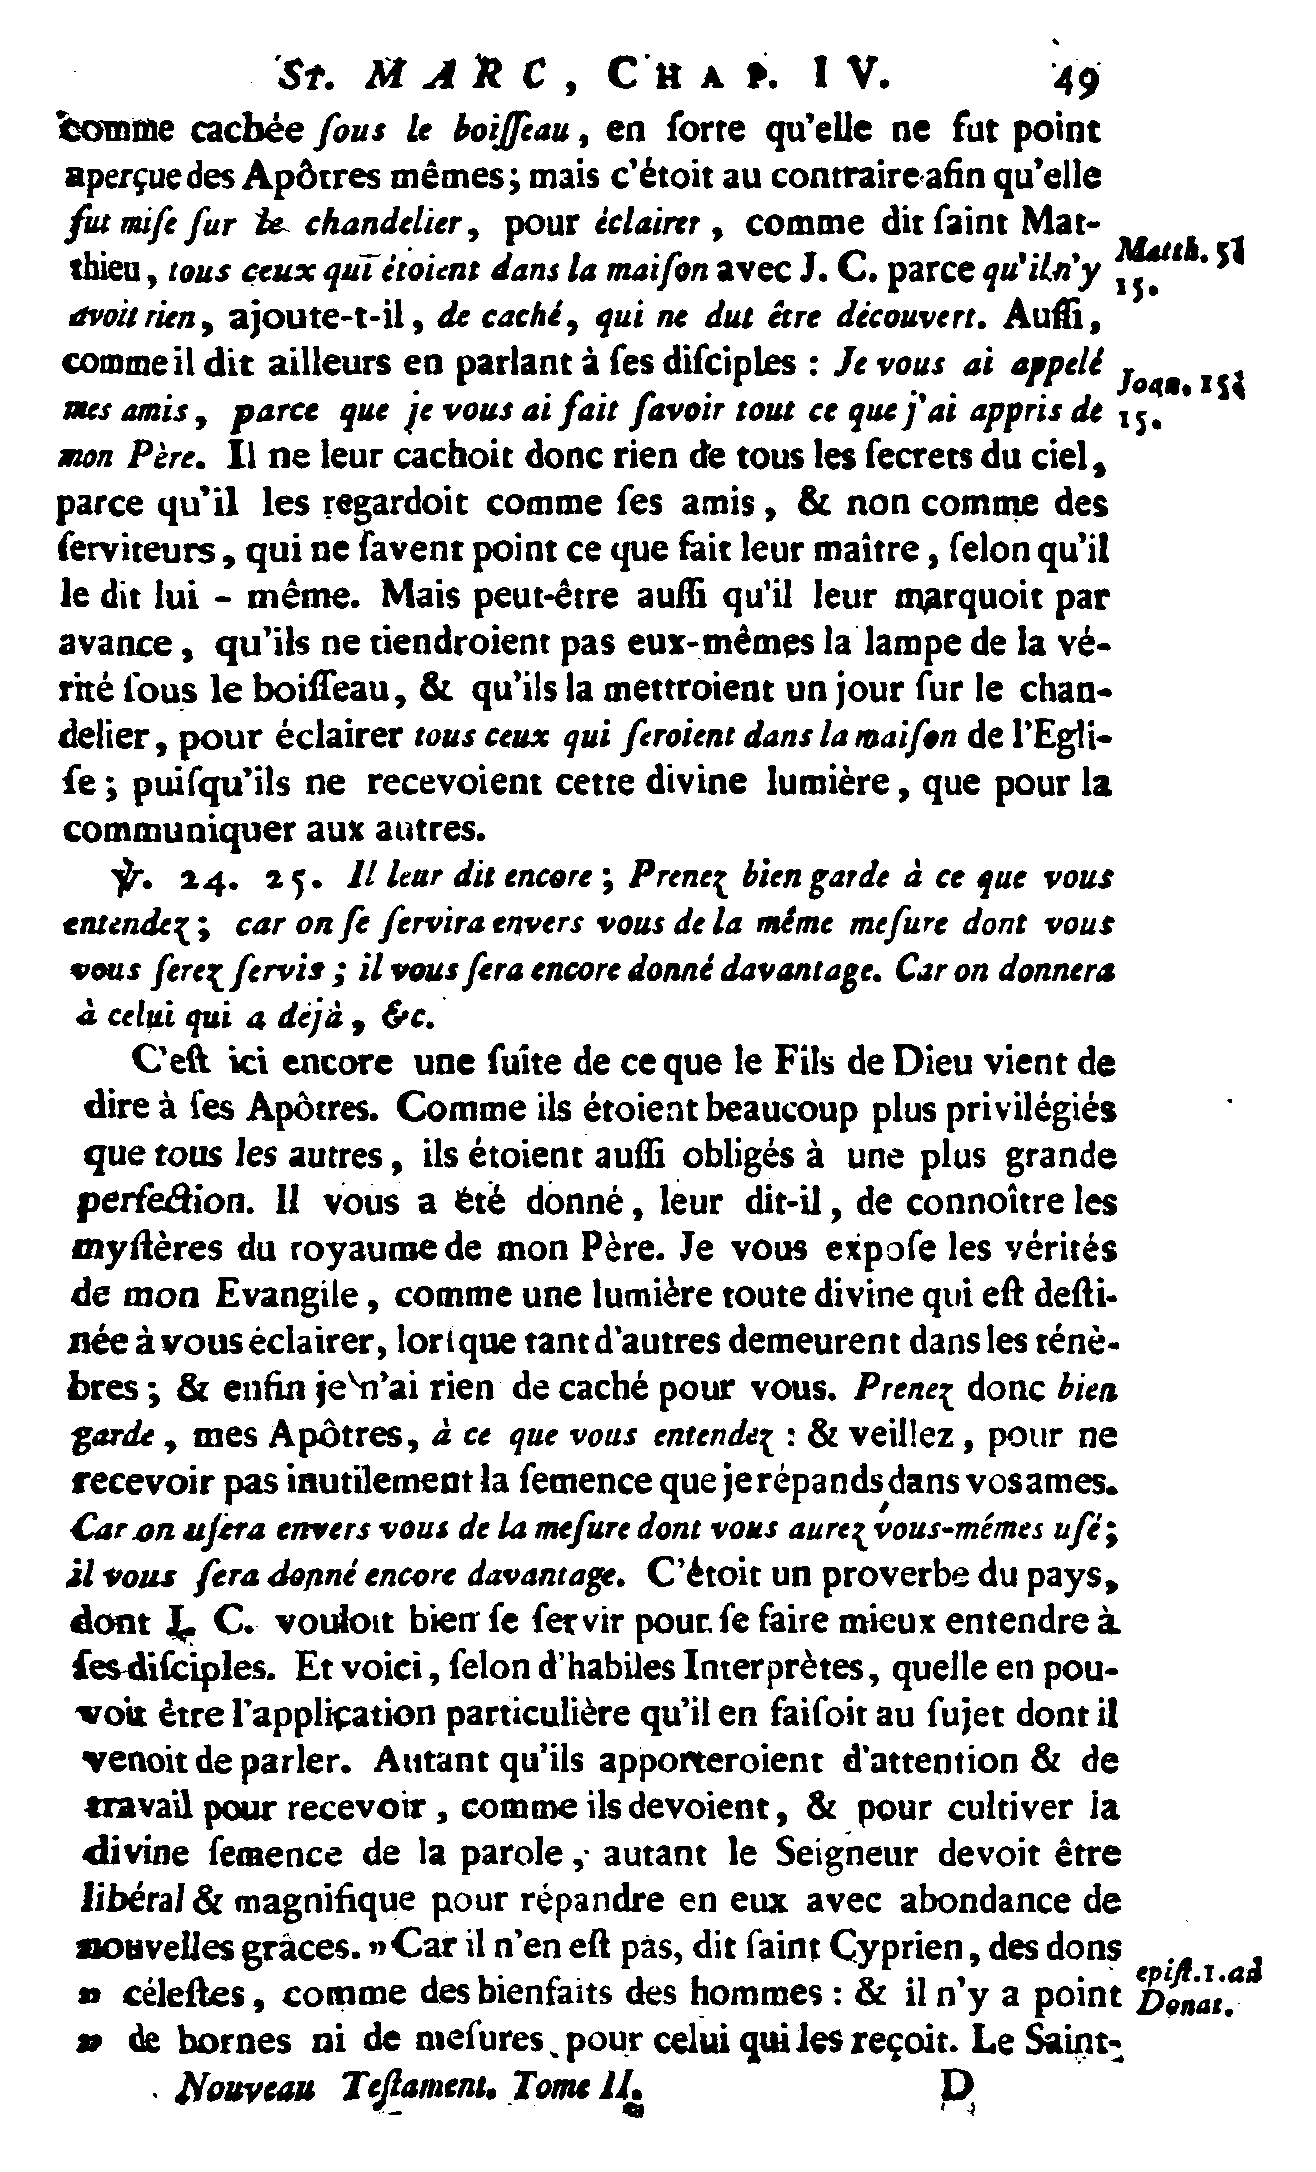 St. MARC, CHAP. IV. 49
comme cachée ſous le boiſſeau, en ſorte qu'elle ne fut point
aperçue des Apôtres mêmes; mais c'étoit au contraire afin qu'elle
fut miſe ſur le chandelier, pour éclairer, comme dit ſaint Mat-
thieu, tous ceux qui étoient dans la maiſon avec J. C. parce qu'il n'y
Matth. 5
15.
avoit rien, ajoute-t-il, de caché, qui ne dut être découvert. Auſſi,
comme il dit ailleurs en parlant à ſes diſciples : Je vous ai appelé
Joan. 15
15.
mes amis, parce que je vous ai fait ſavoir tout ce que j'ai appris de
mon Père. Il ne leur cachoit donc rien de tous les ſecrets du ciel,
parce qu'il les regardoit comme ſes amis, & non comme des
ſerviteurs, qui ne ſavent point ce que fait leur maître, ſelon qu'il
le dit lui - même. Mais peut-être auſſi qu'il leur marquoit par
avance, qu'ils ne tiendroient pas eux-mêmes la lampe de la vé-
rité ſous le boiſſeau, & qu'ils la mettroient un jour ſur le chan-
delier, pour éclairer tous ceux qui ſeroient dans la maiſon de l'Egli-
ſe; puiſqu'ils ne recevoient cette divine lumière, que pour la
communiquer aux autres.
℣. 24. 25. Il leur dit encore; Prenez bien garde à ce que vous
entendez; car on ſe ſervira envers vous de la même meſure dont vous
vous ſerez ſervis; il vous ſera encore donné davantage. Car on donnera
à celui qui a déjà, &c.
C'eſt ici encore une ſuite de ce que le Fils de Dieu vient de
dire à ſes Apôtres. Comme ils étoient beaucoup plus privilégiés
que tous les autres, ils étoient auſſi obligés à une plus grande
perfection. Il vous a été donné, leur dit-il, de connoître les
myſtères du royaume de mon Père. Je vous expoſe les vérités
de mon Evangile, comme une lumière toute divine qui eſt deſti-
née à vous éclairer, lorſque tant d'autres demeurent dans les ténè-
bres; & enfin je n'ai rien de caché pour vous. Prenez donc bien
garde, mes Apôtres, à ce que vous entendez : & veillez, pour ne
recevoir pas inutilement la ſemence que je répands dans vos ames.
Car on uſera envers vous de la meſure dont vous aurez vous-mêmes uſé;
il vous ſera donné encore davantage. C'étoit un proverbe du pays,
dont J. C. vouloit bien ſe ſervir pour ſe faire mieux entendre à
ſes diſciples. Et voici, ſelon d'habiles Interprètes, quelle en pou-
voit être l'application particulière qu'il en faiſoit au ſujet dont il
venoit de parler. Autant qu'ils apporteroient d'attention & de
travail pour recevoir, comme ils devoient, & pour cultiver la
divine ſemence de la parole, autant le Seigneur devoit être
libéral & magnifique pour répandre en eux avec abondance de
nouvelles grâces. »Car il n'en eſt pas, dit ſaint Cyprien, des dons
» céleſtes, comme des bienfaits des hommes : & il n'y a point
epiſt. 1. ad
Donat.
» de bornes ni de meſures pour celui qui les reçoit. Le Saint-
Nouveau Teſtament. Tome II. D